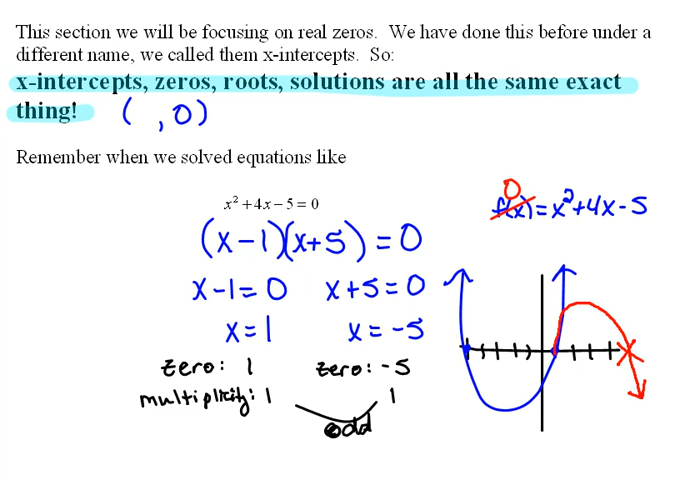 This section we will be focusing on real zeros. We have done this before under a
different name, we called them x-intercepts. So:
x-intercepts, zeros, roots, solutions are all the same exact
thing! ( , 0)
Remember when we solved equations like
x² + 4x − 5 = 0
0
f(x) = x² + 4x - 5
(x - 1)(x + 5) = 0
x - 1 = 0 x + 5 = 0
x = 1 x = -5
zero: 1 zero: -5
multiplicity: 1 1
odd